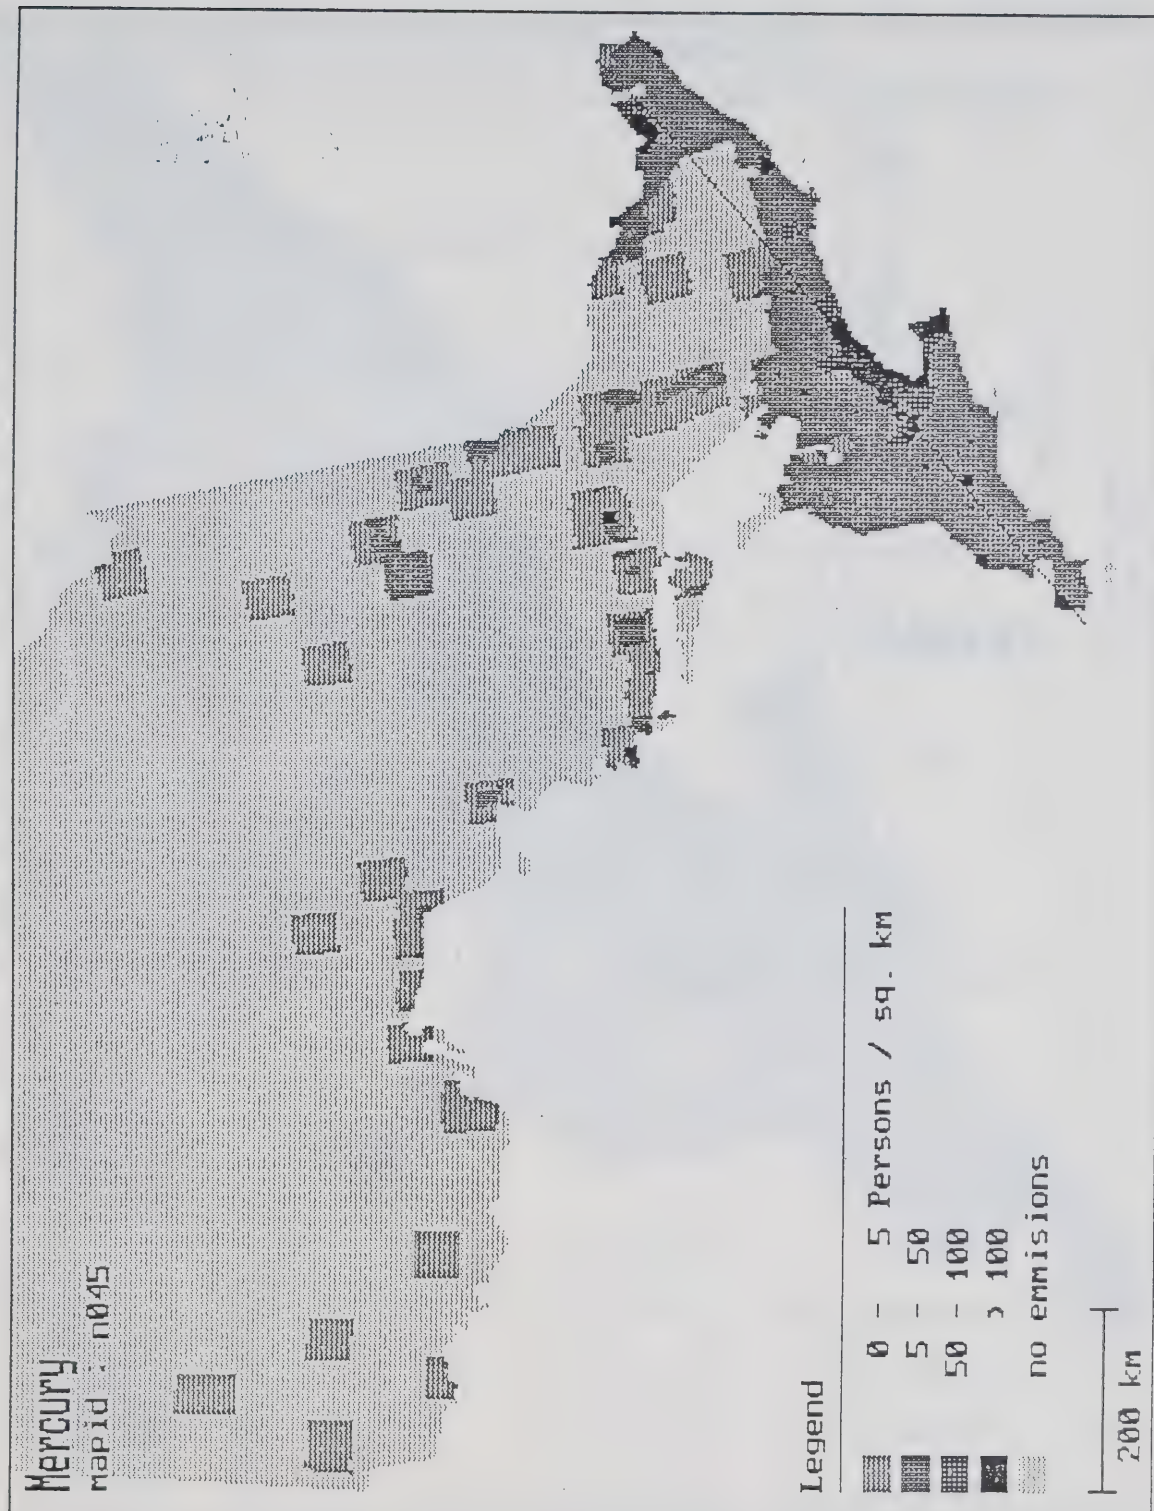 Mercury
mapid : n045
Legend
0 - 5 Persons / sq. km
5 - 50
50 - 100
> 100
no emmisions
200 km